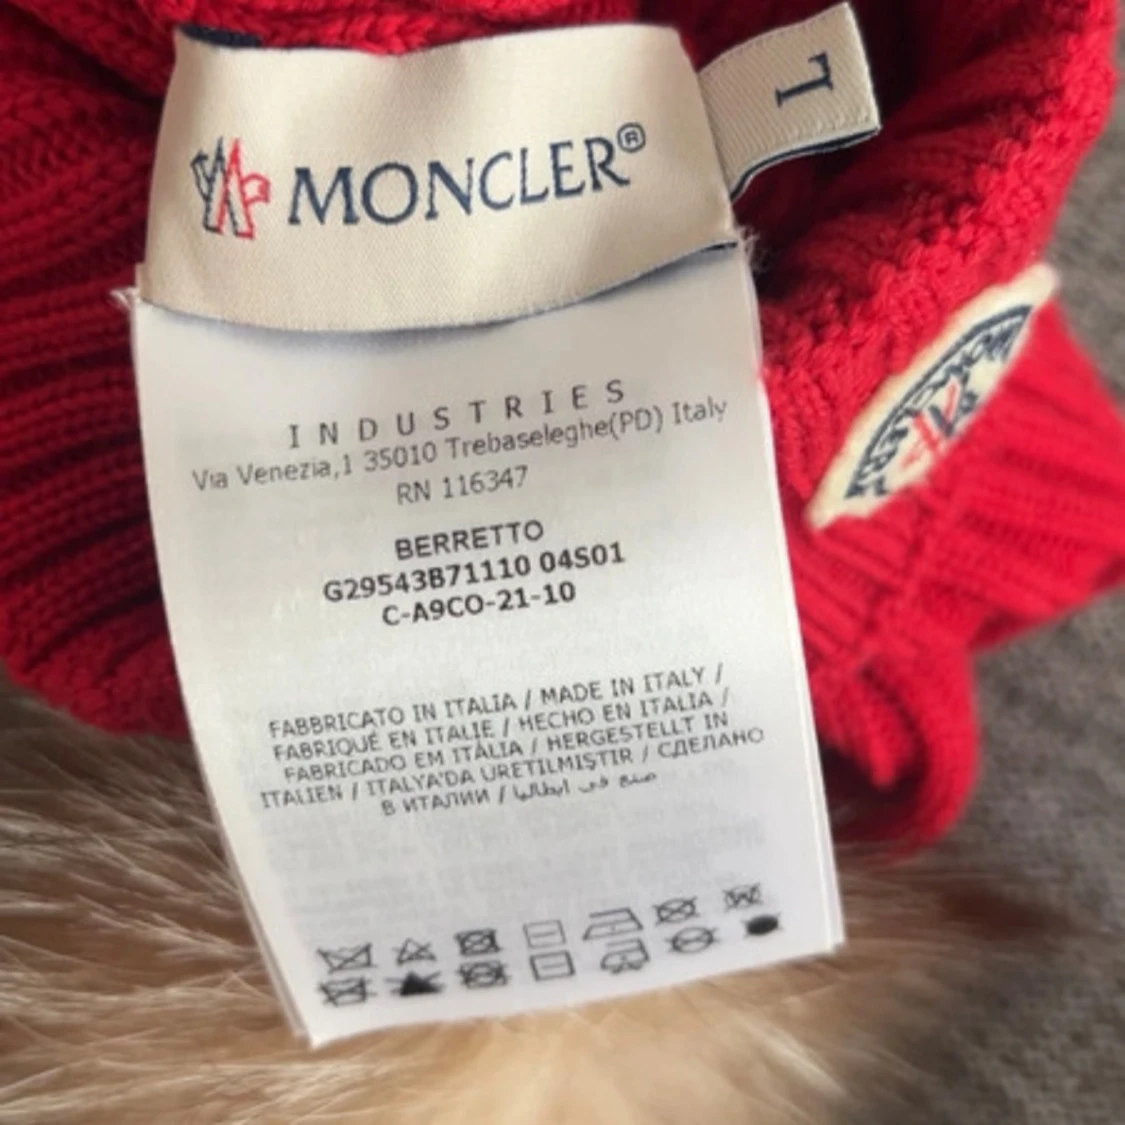 L
MONCLER®
INDUSTRIES
Via Venezia,1 35010 Trebaseleghe(PD) Italy
RN 116347
BERRETTO
G29543B71110 04S01
C-A9CO-21-10
FABBRICATO IN ITALIA / MADE IN ITALY /
FABRIQUÉ EN ITALIE / HECHO EN ITALIA /
FABRICADO EM ITÁLIA / HERGESTELLT IN
ITALIEN / ITALYA'DA URETILMIŞTIR / СДЕЛАНО
В ИТАЛИИ / صنع في ايطاليا
MONCLER